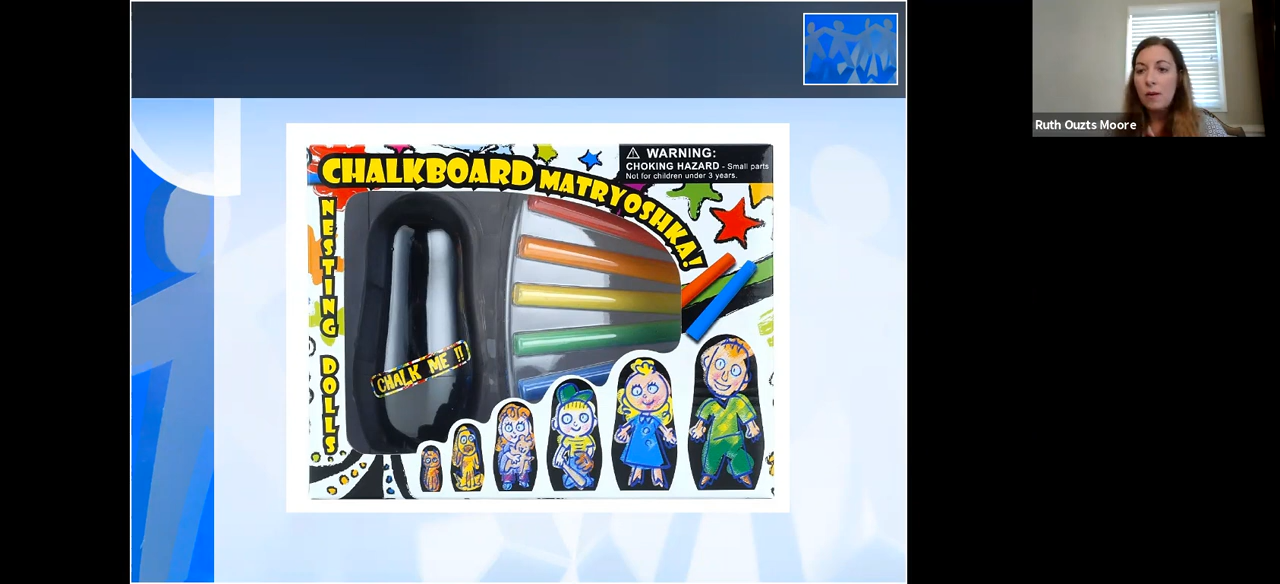 CHALKBOARD MATRYOSHKA!
NESTING DOLLS
⚠ WARNING:
CHOKING HAZARD - Small parts
Not for children under 3 years.
CHALK ME !!
Ruth Ouzts Moore